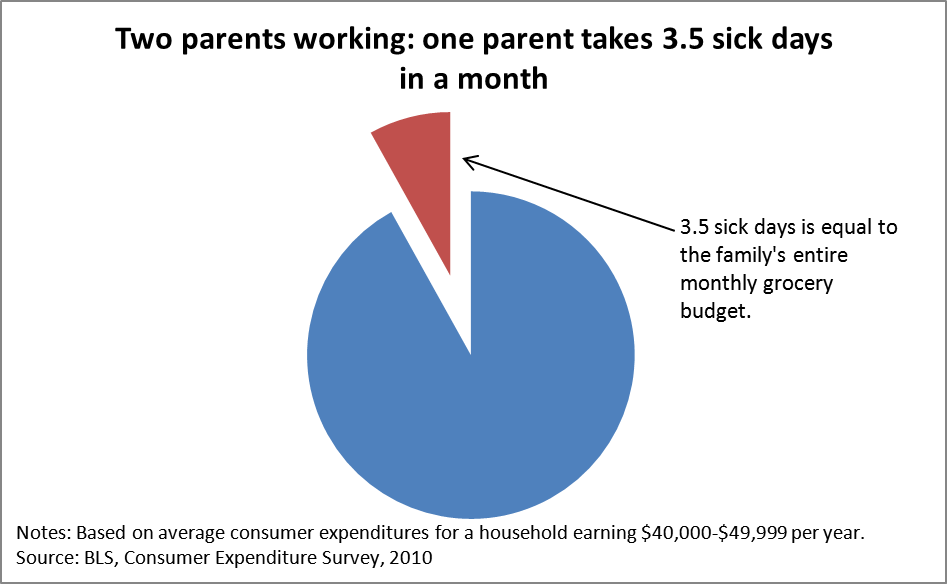 Two parents working: one parent takes 3.5 sick days
in a month
3.5 sick days is equal to
the family's entire
monthly grocery
budget.
Notes: Based on average consumer expenditures for a household earning $40,000-$49,999 per year.
Source: BLS, Consumer Expenditure Survey, 2010